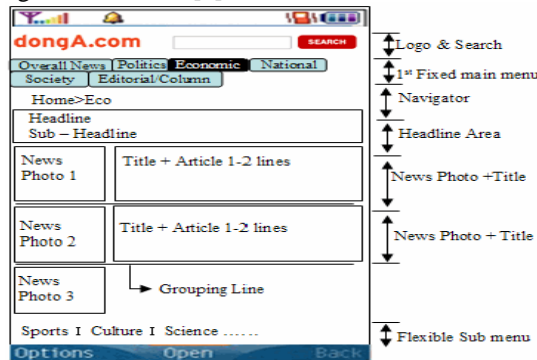 dongA.com SEARCH Logo & Search
Overall News Politics Economic National 1st Fixed main menu
Society Editorial/Column
Home>Eco Navigator
Headline
Sub – Headline Headline Area
News
Photo 1
Title + Article 1-2 lines
News Photo +Title
News
Photo 2
Title + Article 1-2 lines
News Photo + Title
News
Photo 3
Grouping Line
Sports I Culture I Science ......
Flexible Sub menu
Options Open Back